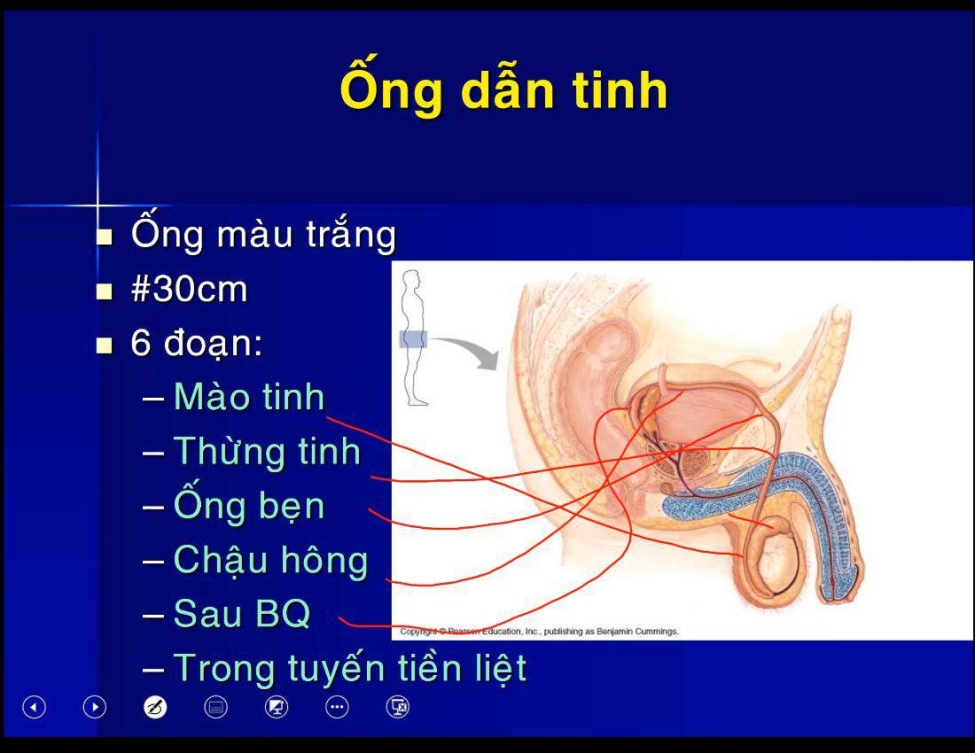 Ống dẫn tinh
Ống màu trắng
#30cm
6 đoạn:
– Mào tinh
– Thừng tinh
– Ống bẹn
– Chậu hông
– Sau BQ
Copyright © Pearson Education, Inc., publishing as Benjamin Cummings.
– Trong tuyến tiền liệt